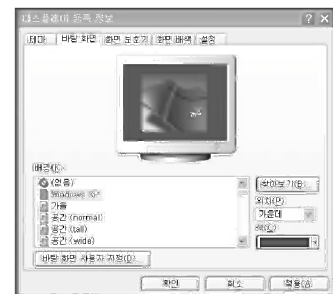 디스플레이 등록 정보
테마 바탕 화면 화면 보호기 화면 배색 설정
배경(K):
(없음)
Windows XP
가을
공간 (normal)
공간 (tall)
공간 (wide)
찾아보기(B)...
위치(P):
가운데
색(C):
바탕 화면 사용자 지정(D)...
확인 취소 적용(A)